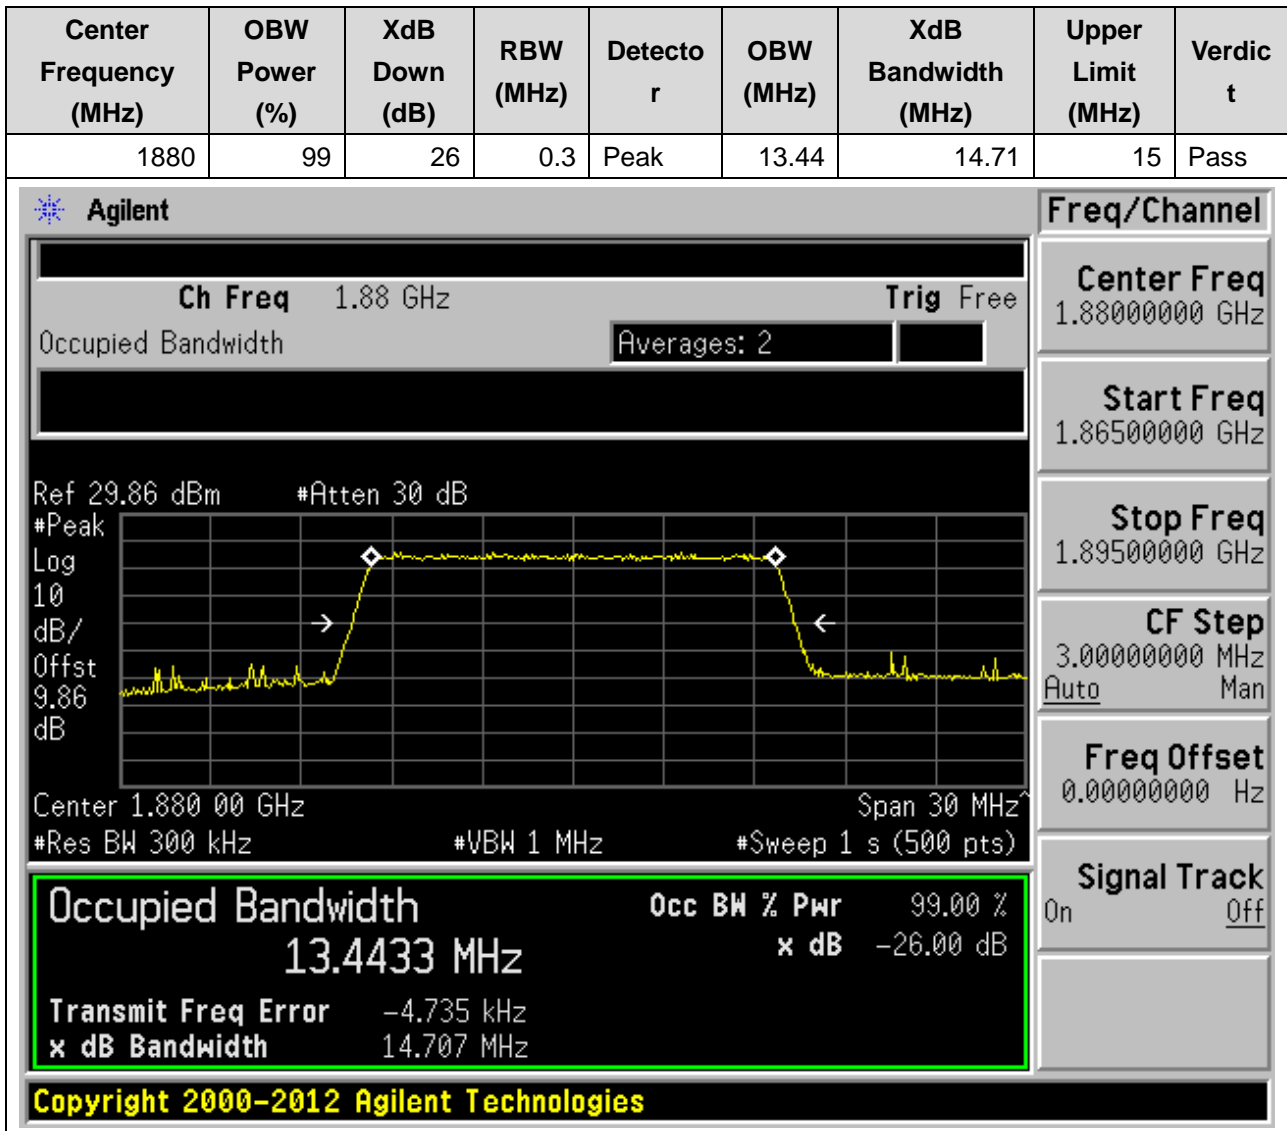 Center Frequency (MHz) OBW Power (%) XdB Down (dB) RBW (MHz) Detecto r OBW (MHz) XdB Bandwidth (MHz) Upper Limit (MHz) Verdic t
1880 99 26 0.3 Peak 13.44 14.71 15 Pass
Agilent
Freq/Channel
Ch Freq 1.88 GHz Trig Free
Occupied Bandwidth Averages: 2
Ref 29.86 dBm #Atten 30 dB
#Peak
Log
10
dB/
Offst
9.86
dB
Center 1.880 00 GHz Span 30 MHz^
#Res BW 300 kHz #VBW 1 MHz #Sweep 1 s (500 pts)
Occupied Bandwidth
13.4433 MHz
Occ BW % Pwr 99.00 %
x dB -26.00 dB
Transmit Freq Error -4.735 kHz
x dB Bandwidth 14.707 MHz
Center Freq
1.88000000 GHz
Start Freq
1.86500000 GHz
Stop Freq
1.89500000 GHz
CF Step
3.00000000 MHz
Auto Man
Freq Offset
0.00000000 Hz
Signal Track
On Off
Copyright 2000-2012 Agilent Technologies